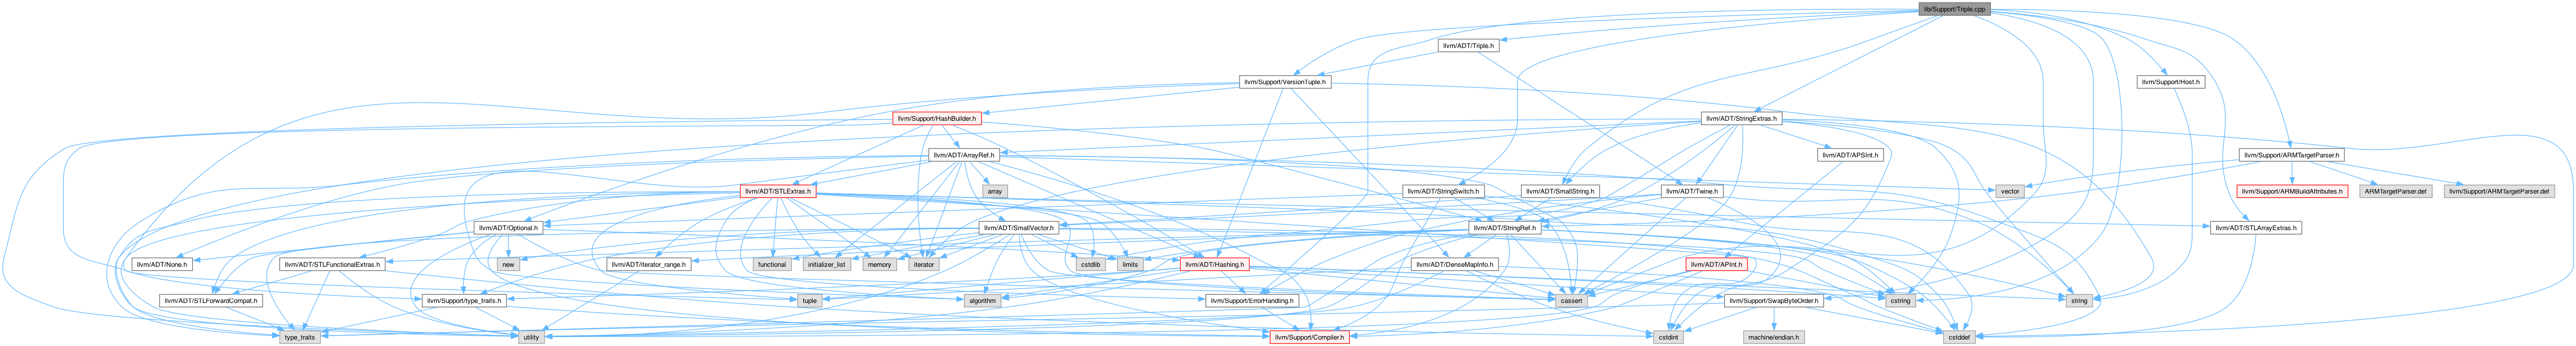 lib/Support/Triple.cpp
llvm/ADT/Triple.h
llvm/Support/VersionTuple.h
llvm/Support/Host.h
llvm/Support/HashBuilder.h
llvm/ADT/StringExtras.h
llvm/ADT/ArrayRef.h
llvm/ADT/APSInt.h
llvm/Support/ARMTargetParser.h
llvm/ADT/STLExtras.h
array
llvm/ADT/StringSwitch.h
llvm/ADT/SmallString.h
llvm/ADT/Twine.h
vector
llvm/Support/ARMBuildAttributes.h
ARMTargetParser.def
llvm/Support/ARMTargetParser.def
llvm/ADT/Optional.h
llvm/ADT/SmallVector.h
llvm/ADT/StringRef.h
llvm/ADT/STLArrayExtras.h
llvm/ADT/None.h
llvm/ADT/STLFunctionalExtras.h
new
llvm/ADT/iterator_range.h
functional
initializer_list
memory
iterator
cstdlib
limits
llvm/ADT/Hashing.h
llvm/ADT/DenseMapInfo.h
llvm/ADT/APInt.h
llvm/ADT/STLForwardCompat.h
llvm/Support/type_traits.h
tuple
algorithm
llvm/Support/ErrorHandling.h
cassert
llvm/Support/SwapByteOrder.h
cstring
string
string
type_traits
utility
llvm/Support/Compiler.h
cstdint
machine/endian.h
cstddef